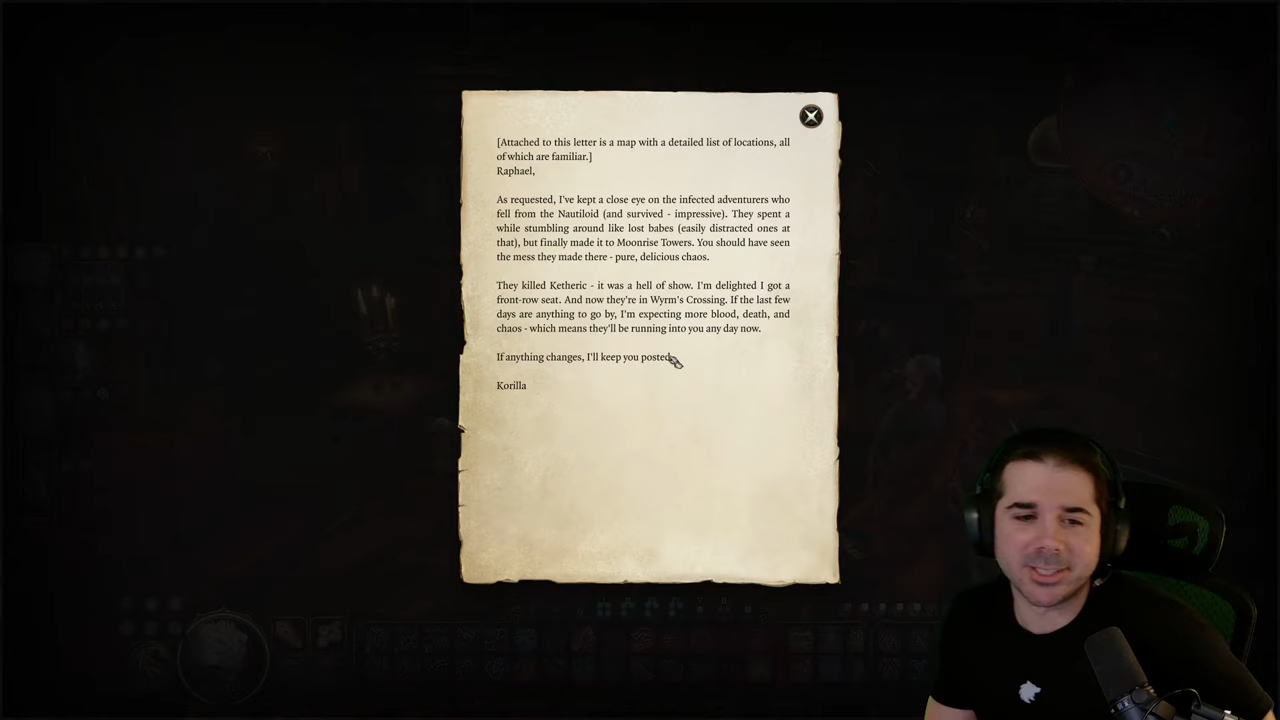 [Attached to this letter is a map with a detailed list of locations, all
of which are familiar.]
Raphael,
As requested, I've kept a close eye on the infected adventurers who
fell from the Nautiloid (and survived - impressive). They spent a
while stumbling around like lost babes (easily distracted ones at
that), but finally made it to Moonrise Towers. You should have seen
the mess they made there - pure, delicious chaos.
They killed Ketheric - it was a hell of show. I'm delighted I got a
front-row seat. And now they're in Wyrm's Crossing. If the last few
days are anything to go by, I'm expecting more blood, death, and
chaos - which means they'll be running into you any day now.
If anything changes, I'll keep you posted.
Korilla